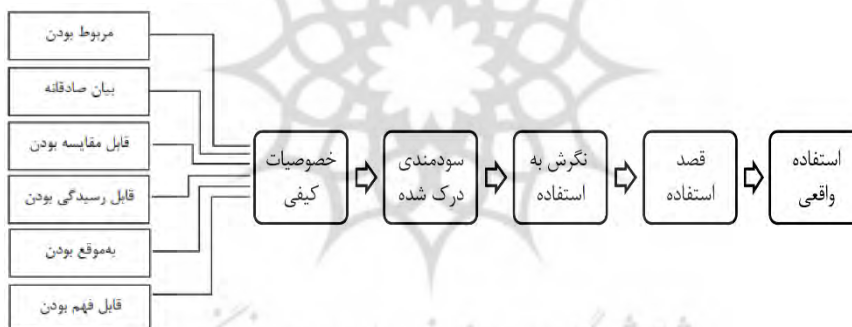 مربوط بودن
بیان صادقانه
قابل مقایسه بودن
قابل رسیدگی بودن
به‌موقع بودن
قابل فهم بودن
خصوصیات
کیفی
سودمندی
درک شده
نگرش به
استفاده
قصد
استفاده
استفاده
واقعی